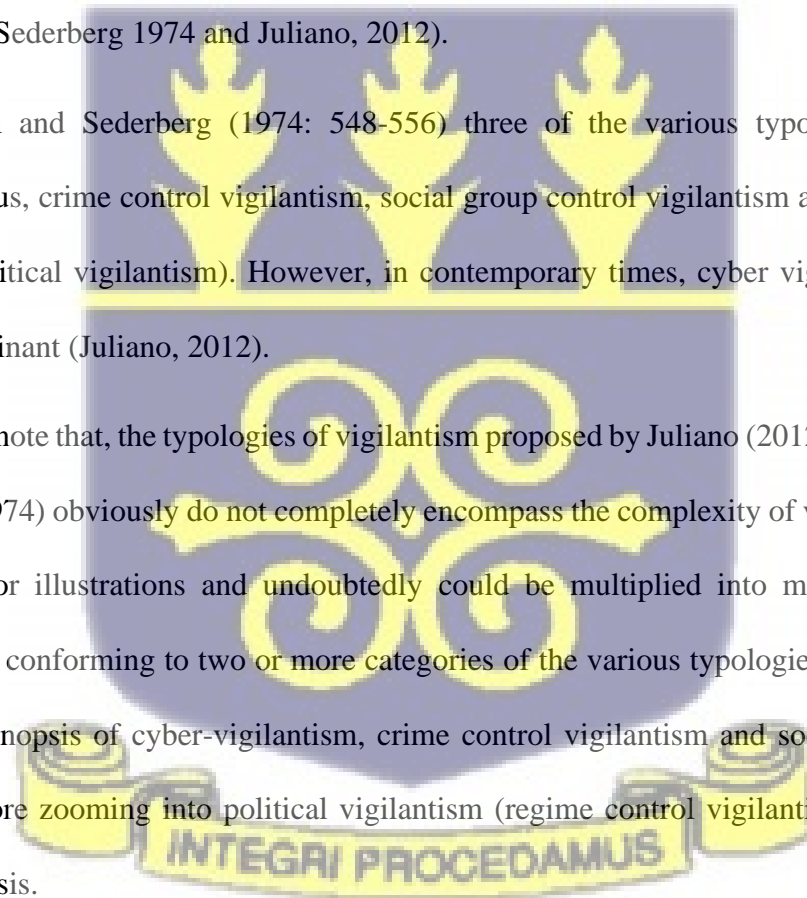 Sederberg 1974 and Juliano, 2012).
and Sederberg (1974: 548-556) three of the various typo
us, crime control vigilantism, social group control vigilantism a
itical vigilantism). However, in contemporary times, cyber vig
inant (Juliano, 2012).
note that, the typologies of vigilantism proposed by Juliano (2012
974) obviously do not completely encompass the complexity of v
or illustrations and undoubtedly could be multiplied into m
conforming to two or more categories of the various typologie
nopsis of cyber-vigilantism, crime control vigilantism and so
ore zooming into political vigilantism (regime control vigilanti
INTEGRI PROCEDAMUS
sis.